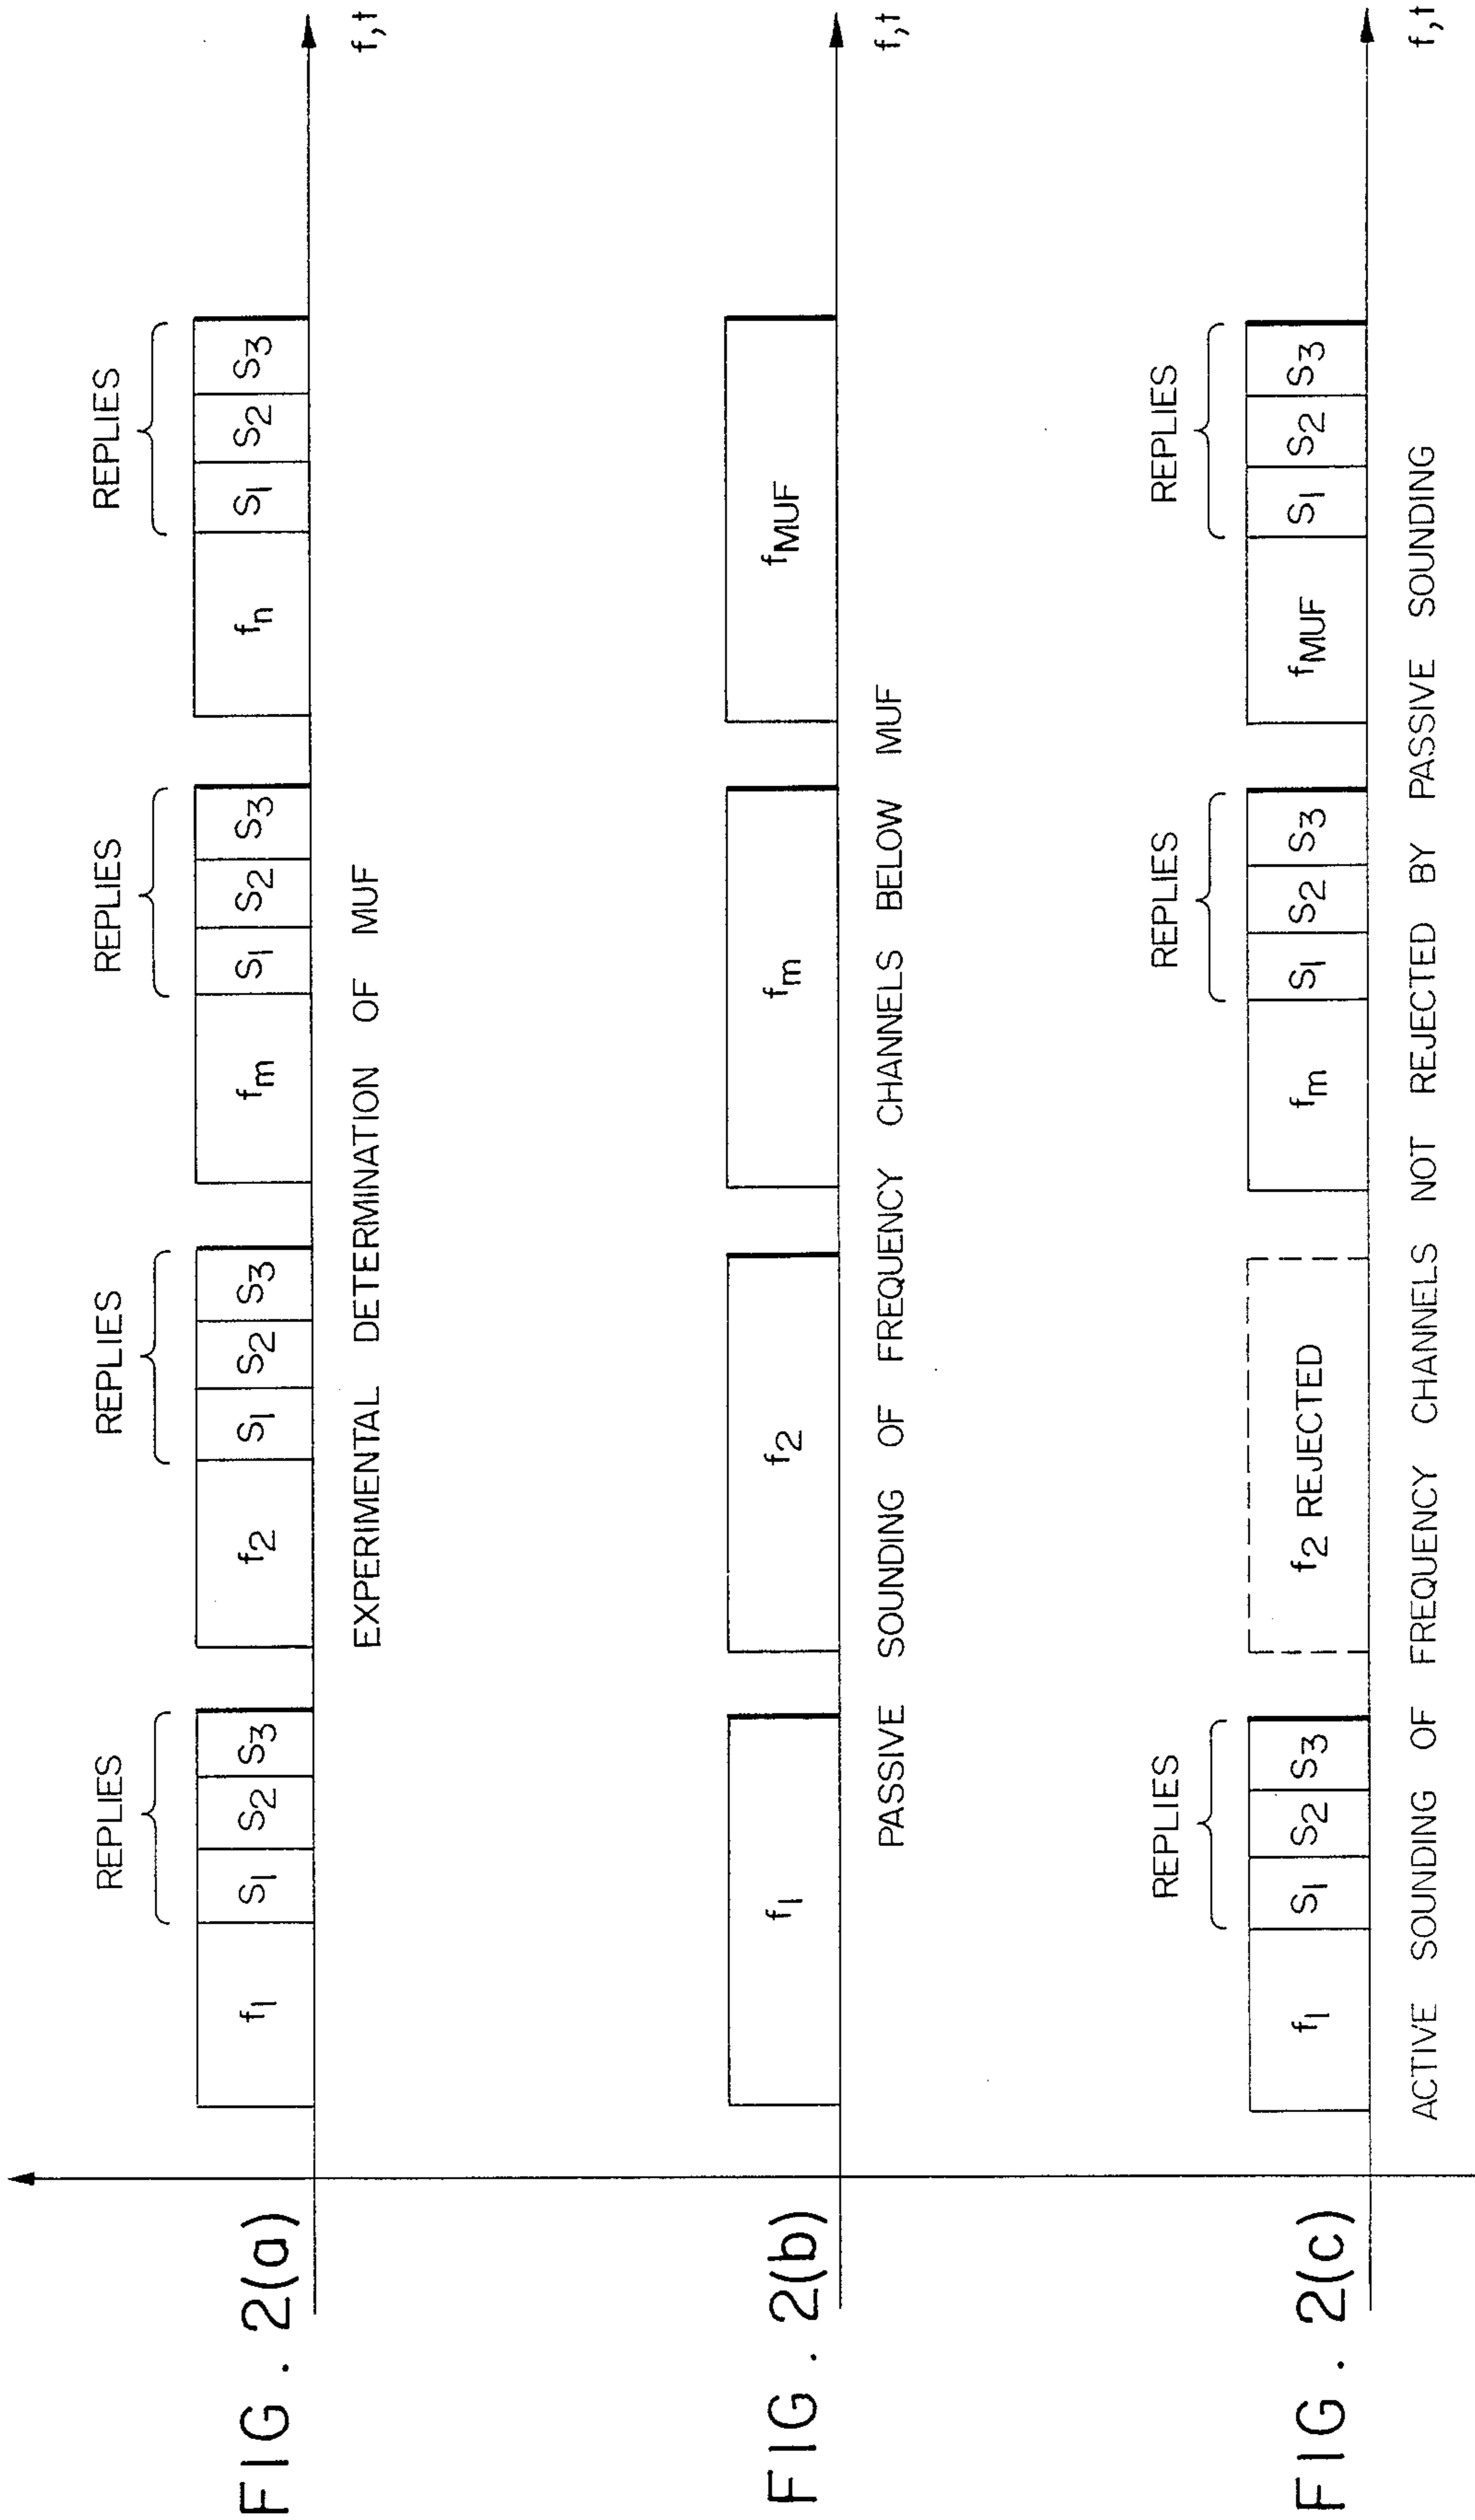 FIG. 2(a)
REPLIES REPLIES REPLIES REPLIES
f1 S1 S2 S3 f2 S1 S2 S3 fm S1 S2 S3 fn S1 S2 S3
f,t
EXPERIMENTAL DETERMINATION OF MUF
FIG. 2(b)
f1 f2 fm fMUF
f,t
PASSIVE SOUNDING OF FREQUENCY CHANNELS BELOW MUF
FIG. 2(c)
REPLIES REPLIES REPLIES
f1 S1 S2 S3 f2 REJECTED fm S1 S2 S3 fMUF S1 S2 S3
f,t
ACTIVE SOUNDING OF FREQUENCY CHANNELS NOT REJECTED BY PASSIVE SOUNDING